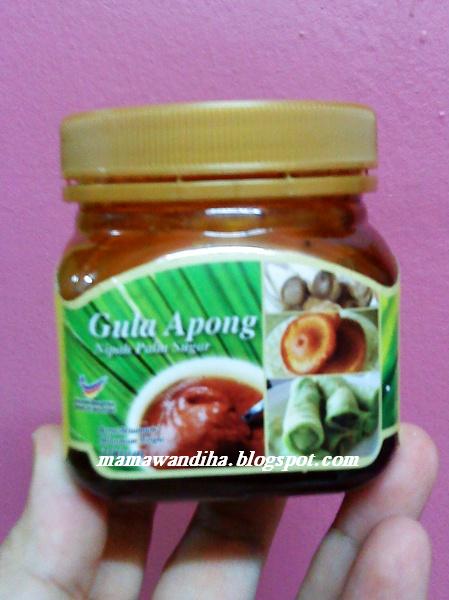 Gula Apong
Nipah Palm Sugar
mamawandiha.blogspot.com